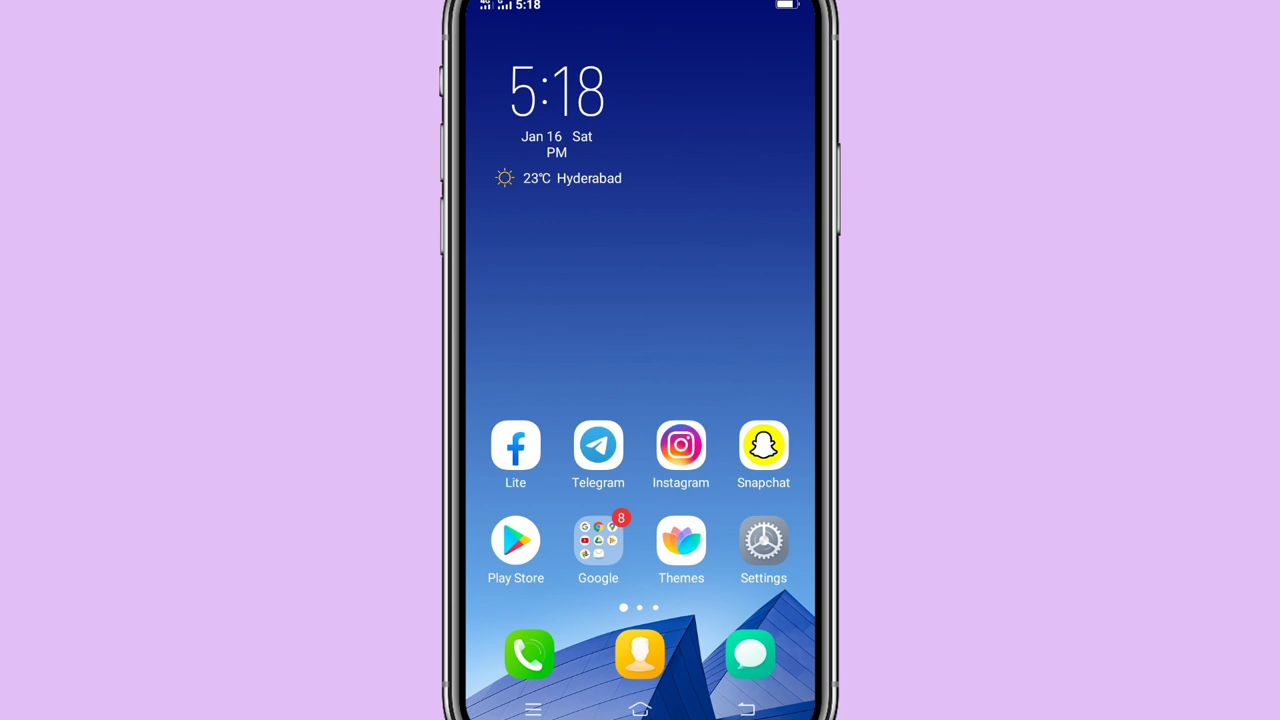 4G G 5:18
5:18
Jan 16 Sat
PM
23℃ Hyderabad
Lite Telegram Instagram Snapchat
8
Play Store Google Themes Settings